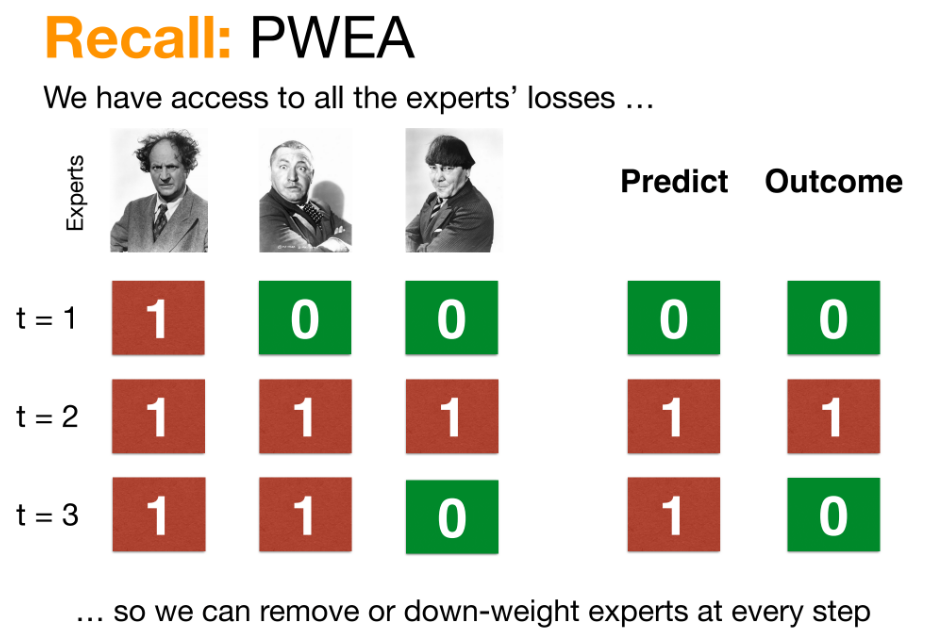 Recall: PWEA
We have access to all the experts’ losses …
Experts
Predict Outcome
t = 1 1 0 0 0 0
t = 2 1 1 1 1 1
t = 3 1 1 0 1 0
… so we can remove or down-weight experts at every step